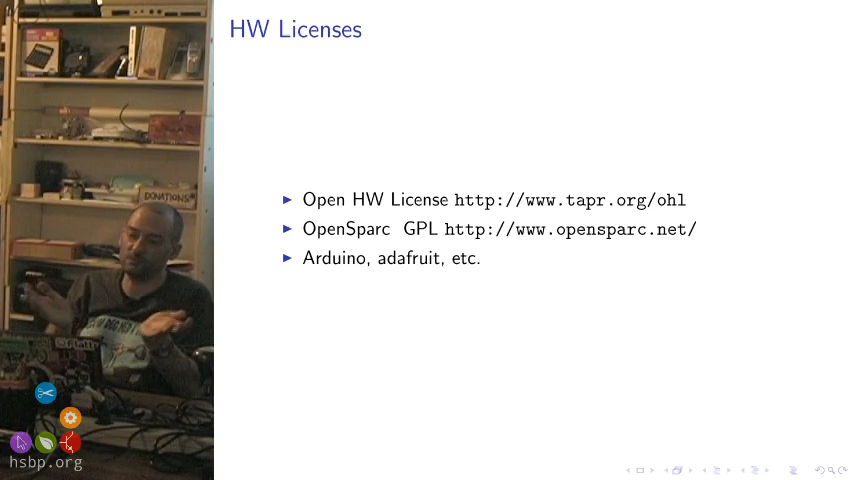 HW Licenses
Open HW License http://www.tapr.org/ohl
OpenSparc GPL http://www.opensparc.net/
Arduino, adafruit, etc.
DONATIONS
hsbp.org